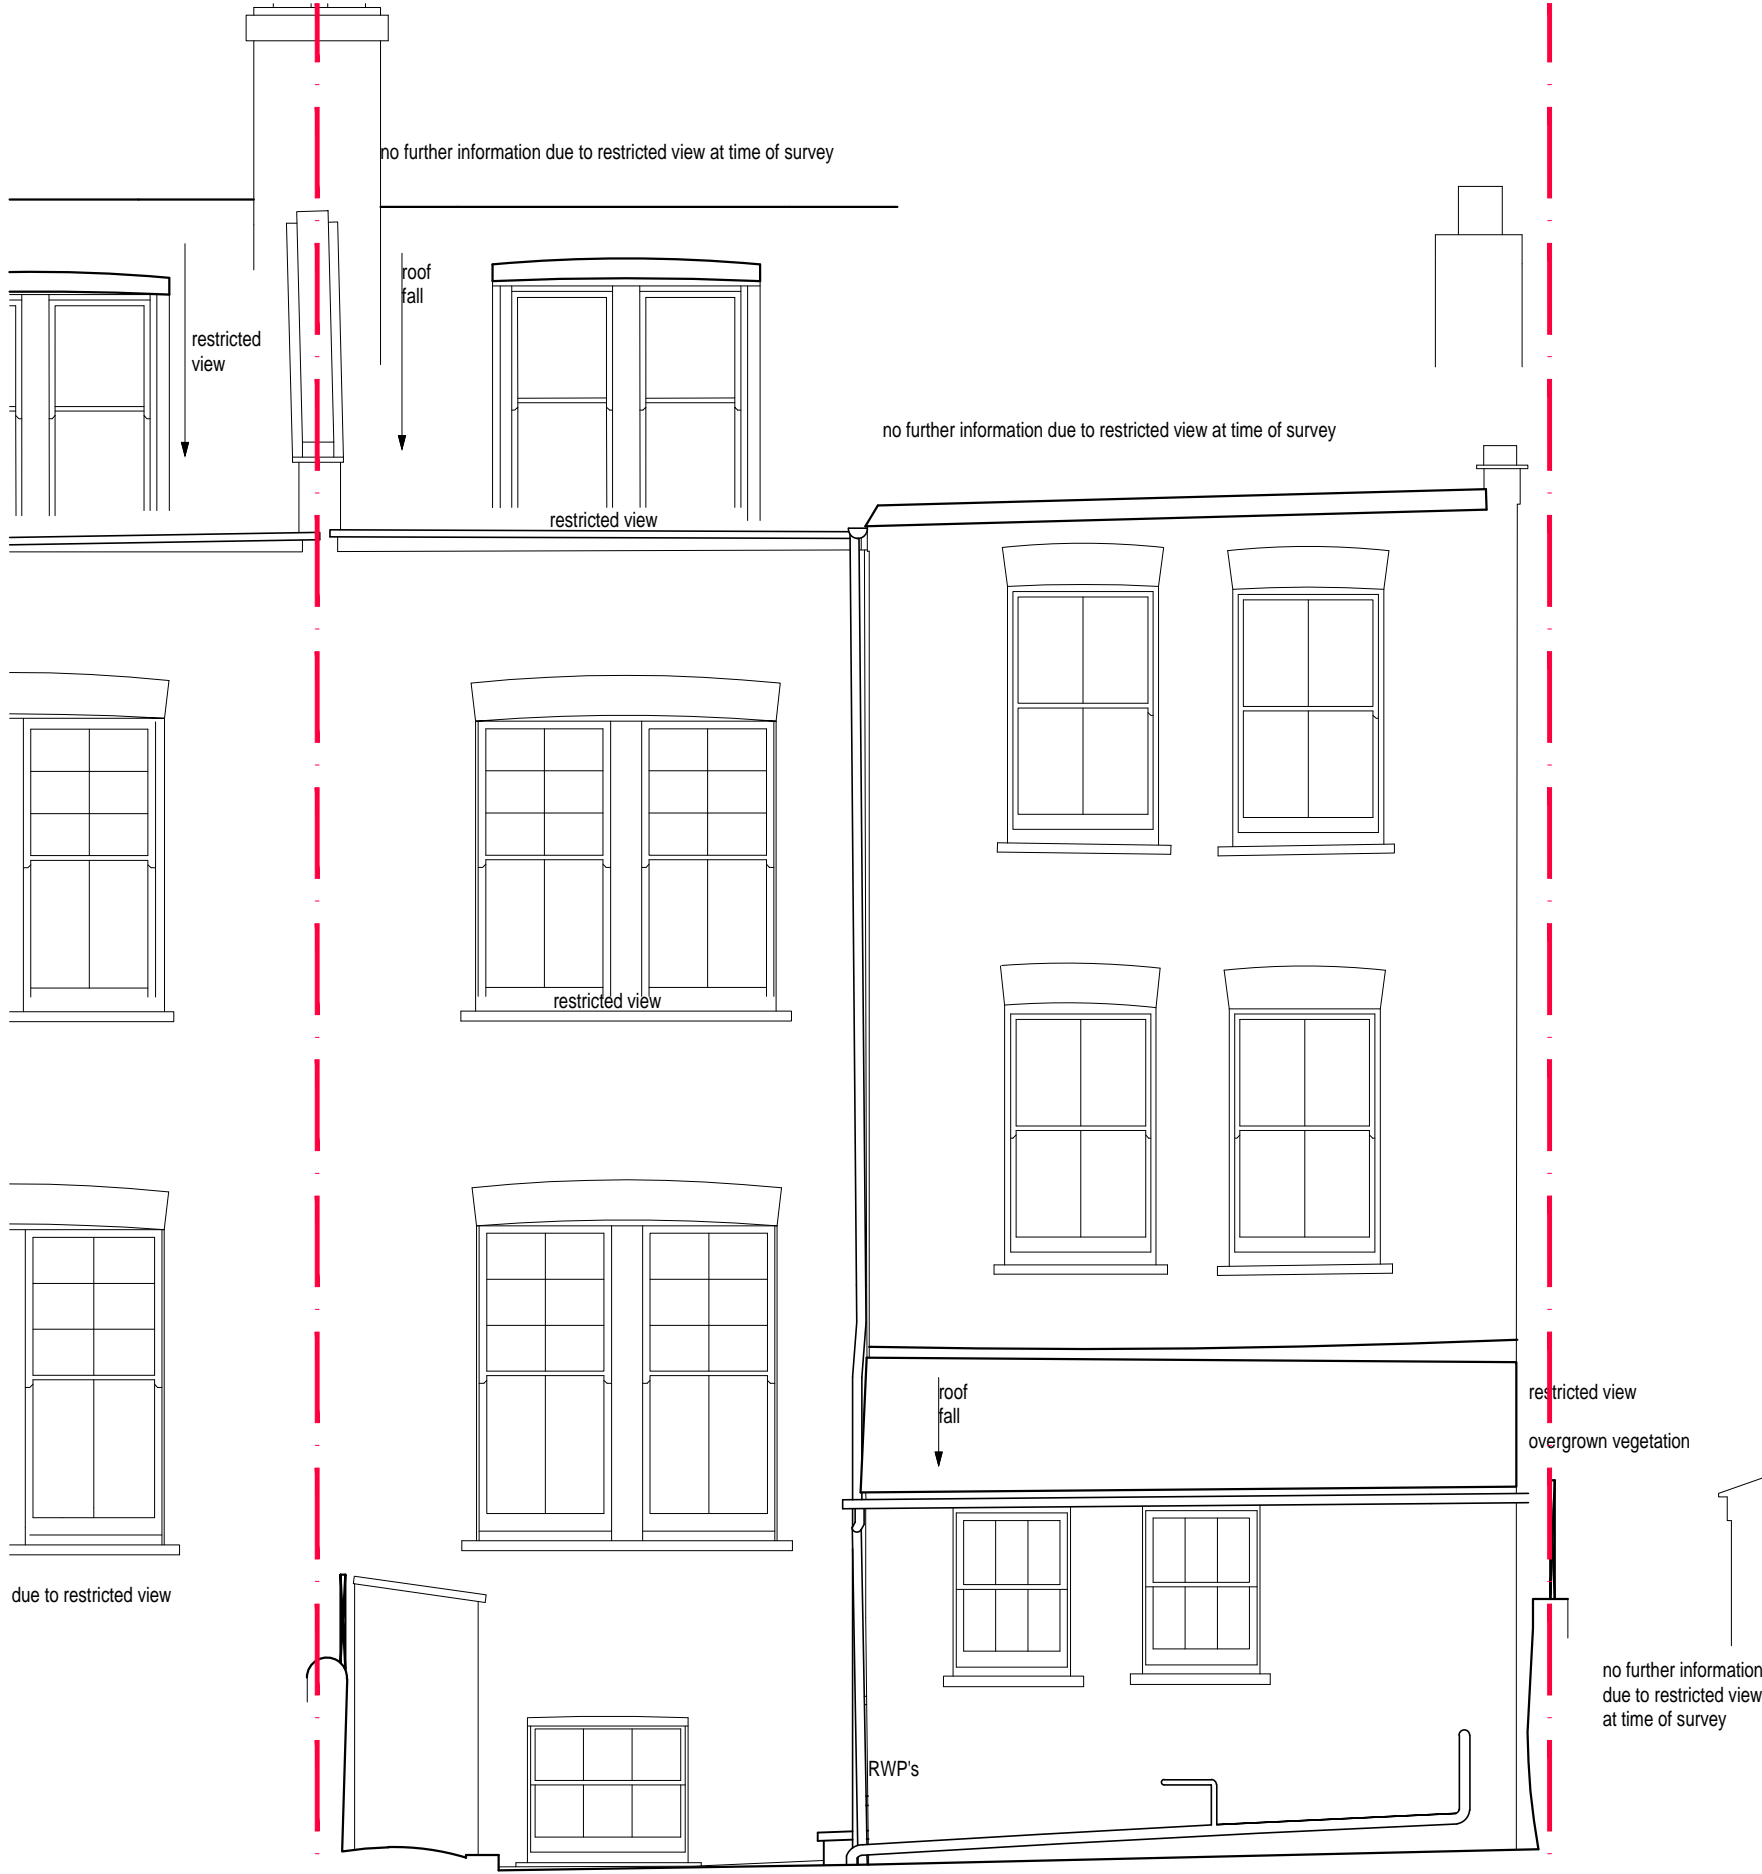 no further information due to restricted view at time of survey
roof
fall
restricted
view
no further information due to restricted view at time of survey
restricted view
restricted view
roof
fall
restricted view
overgrown vegetation
due to restricted view
no further information
due to restricted view
at time of survey
RWP's